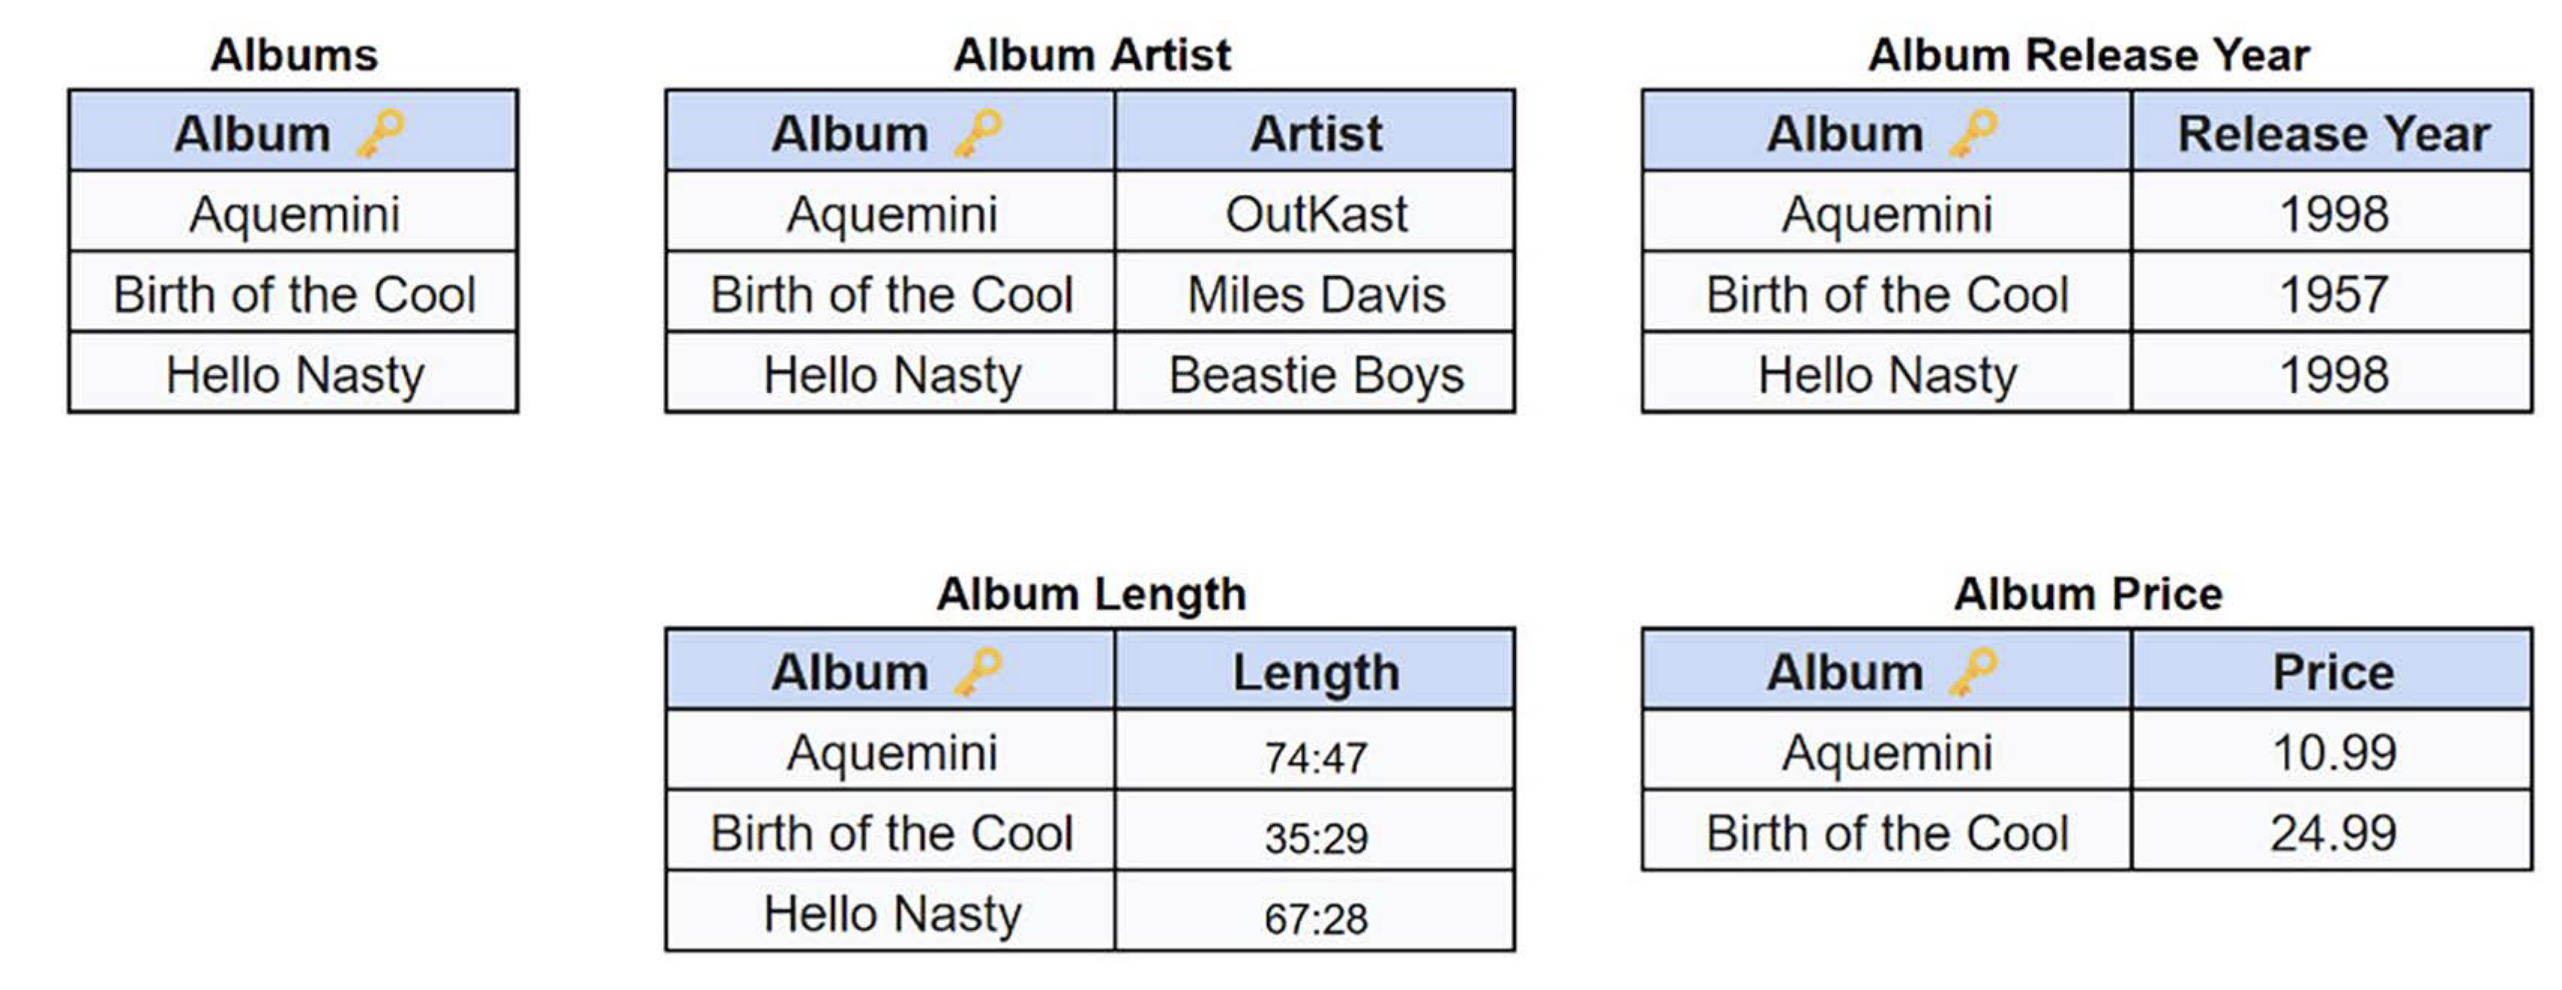 Albums
Album
Aquemini
Birth of the Cool
Hello Nasty
Album Artist
Album Artist
Aquemini OutKast
Birth of the Cool Miles Davis
Hello Nasty Beastie Boys
Album Release Year
Album Release Year
Aquemini 1998
Birth of the Cool 1957
Hello Nasty 1998
Album Length
Album Length
Aquemini 74:47
Birth of the Cool 35:29
Hello Nasty 67:28
Album Price
Album Price
Aquemini 10.99
Birth of the Cool 24.99